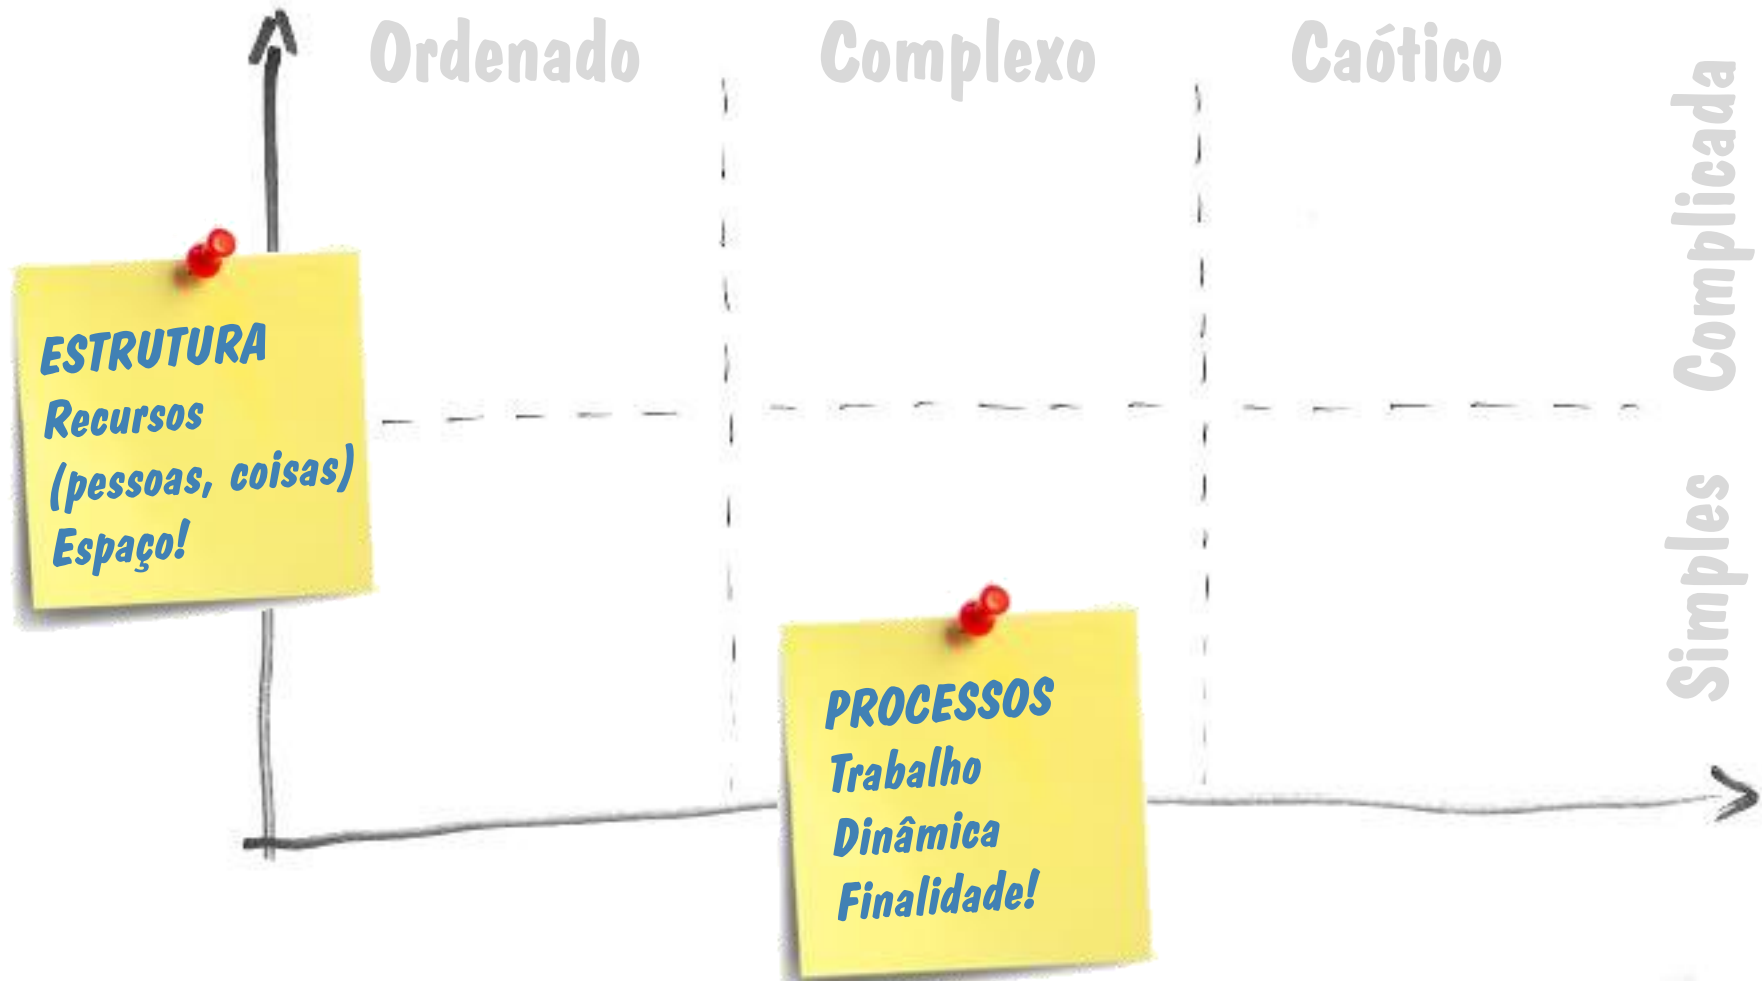 Ordenado Complexo Caótico
Complicada
ESTRUTURA
Recursos
(pessoas, coisas)
Espaço!
Simples
PROCESSOS
Trabalho
Dinâmica
Finalidade!